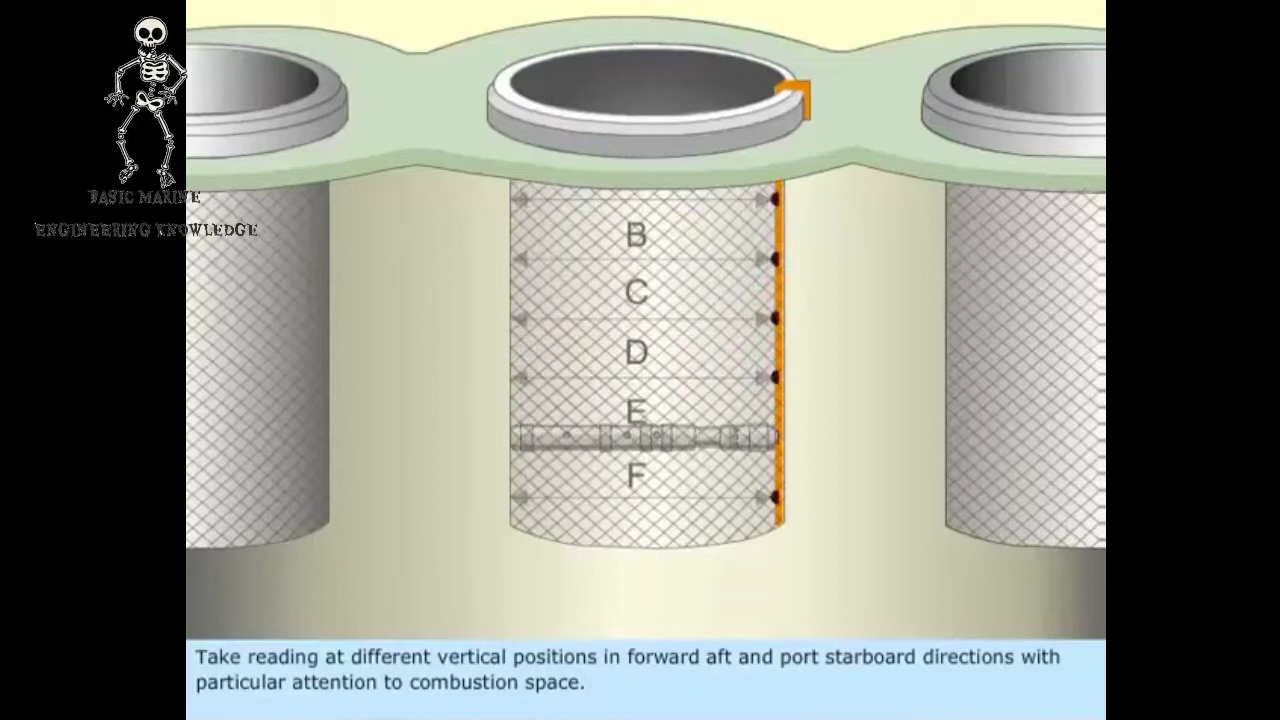 BASIC MARINE
ENGINEERING KNOWLEDGE
B
C
D
E
F
Take reading at different vertical positions in forward aft and port starboard directions with
particular attention to combustion space.